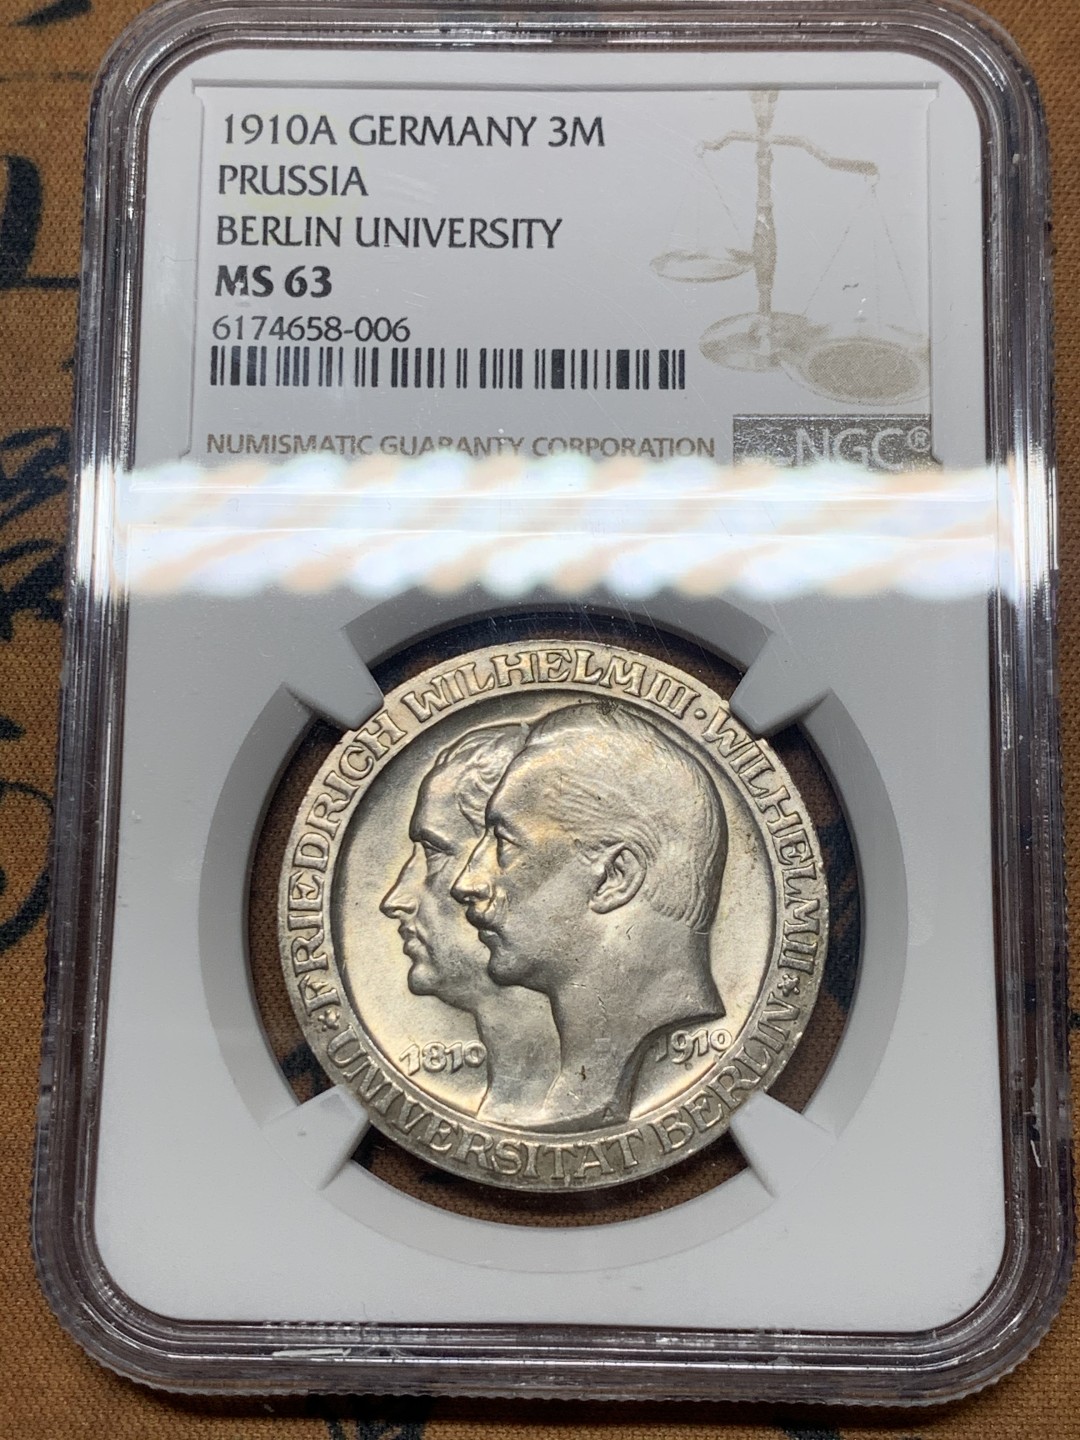 1910A GERMANY 3M
PRUSSIA
BERLIN UNIVERSITY
MS 63
6174658-006
NUMISMATIC GUARANTY CORPORATION
NGC®
FRIEDRICH WILHELM III · WILHELM II
1810
1910
UNIVERSITÄT BERLIN
A